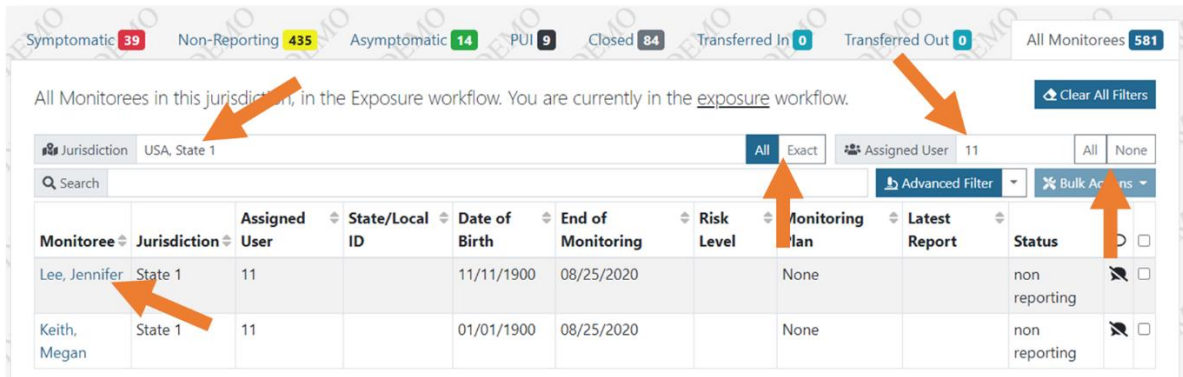 Symptomatic 39 Non-Reporting 435 Asymptomatic 14 PUI 9 Closed 84 Transferred In 0 Transferred Out 0 All Monitorees 581
All Monitorees in this jurisdiction, in the Exposure workflow. You are currently in the exposure workflow.
Clear All Filters
Jurisdiction USA, State 1 All Exact Assigned User 11 All None
Search Advanced Filter Bulk Actions
Monitoree Jurisdiction Assigned User State/Local ID Date of Birth End of Monitoring Risk Level Monitoring Plan Latest Report Status
Lee, Jennifer State 1 11 11/11/1900 08/25/2020 None non reporting
Keith, Megan State 1 11 01/01/1900 08/25/2020 None non reporting